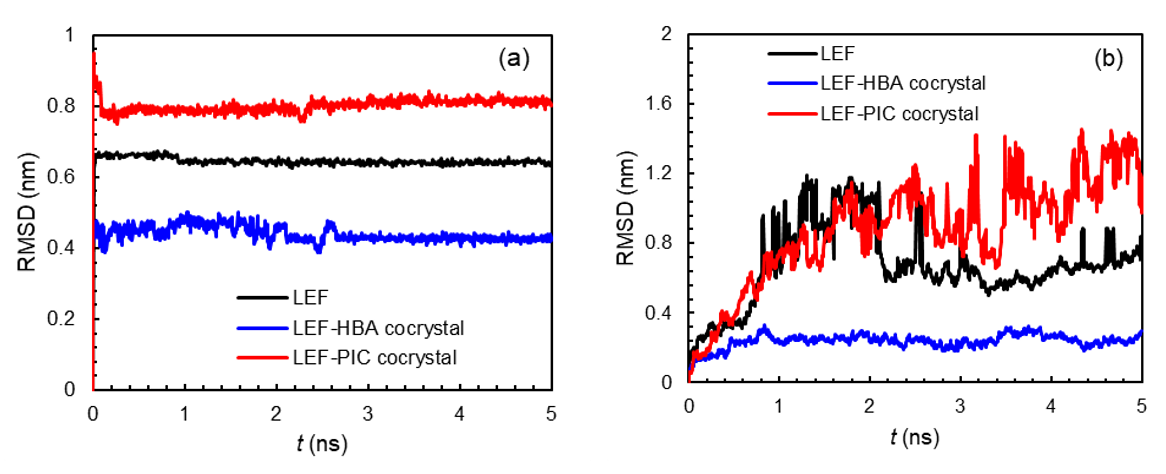 (a)
RMSD (nm)
1
0.8
0.6
0.4
0.2
0
LEF
LEF-HBA cocrystal
LEF-PIC cocrystal
0 1 2 3 4 5
t (ns)
(b)
RMSD (nm)
2
1.6
1.2
0.8
0.4
0
LEF
LEF-HBA cocrystal
LEF-PIC cocrystal
0 1 2 3 4 5
t (ns)